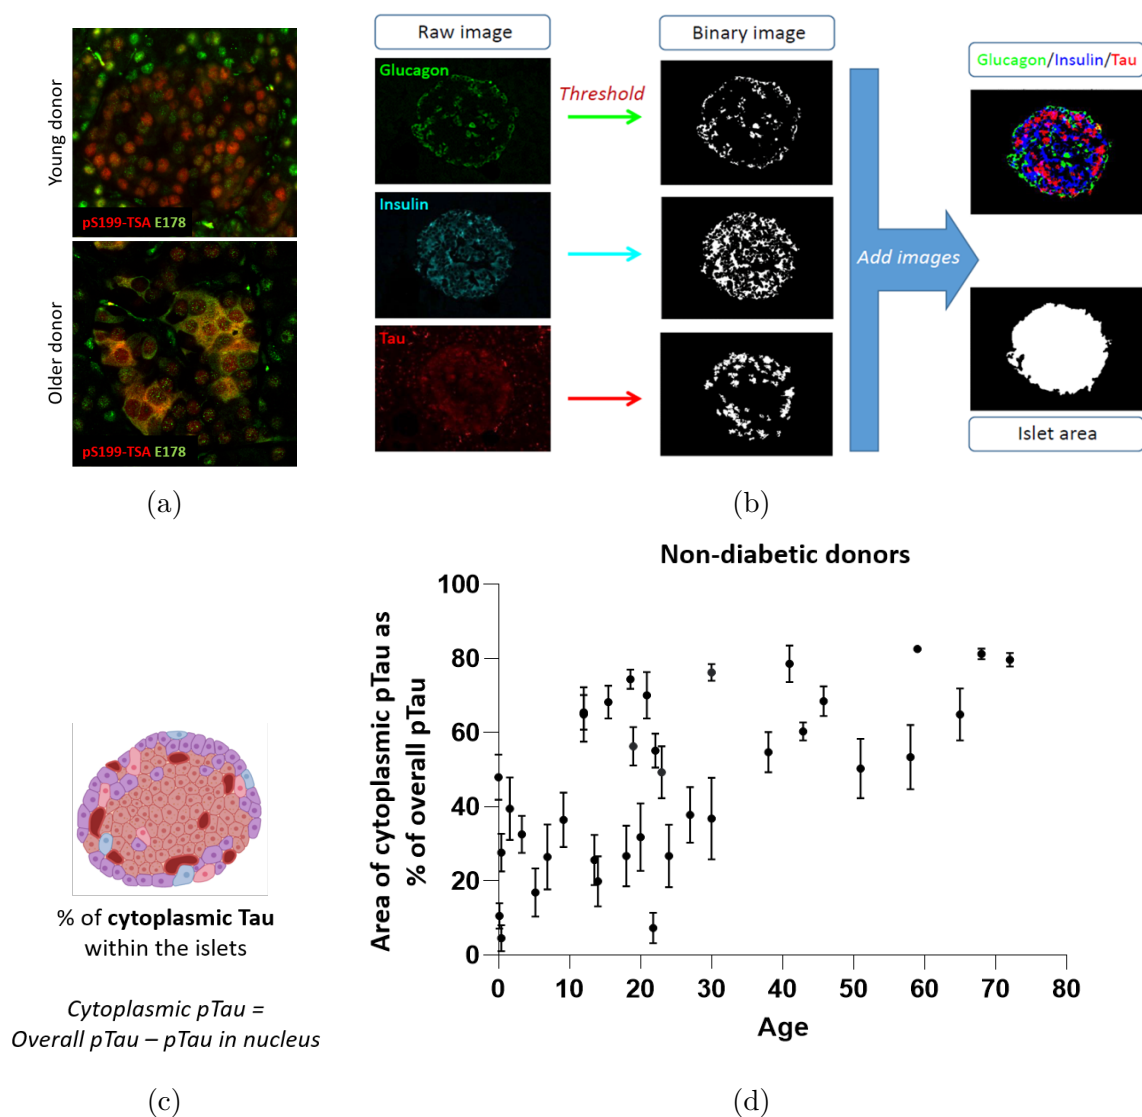 Young donor
pS199-TSA E178
Older donor
pS199-TSA E178
(a)
Raw image
Binary image
Glucagon
Threshold
Insulin
Tau
Add images
Glucagon/Insulin/Tau
Islet area
(b)
% of cytoplasmic Tau
within the islets
Cytoplasmic pTau =
Overall pTau – pTau in nucleus
(c)
Non-diabetic donors
Area of cytoplasmic pTau as
% of overall pTau
100
80
60
40
20
0
0 10 20 30 40 50 60 70 80
Age
(d)